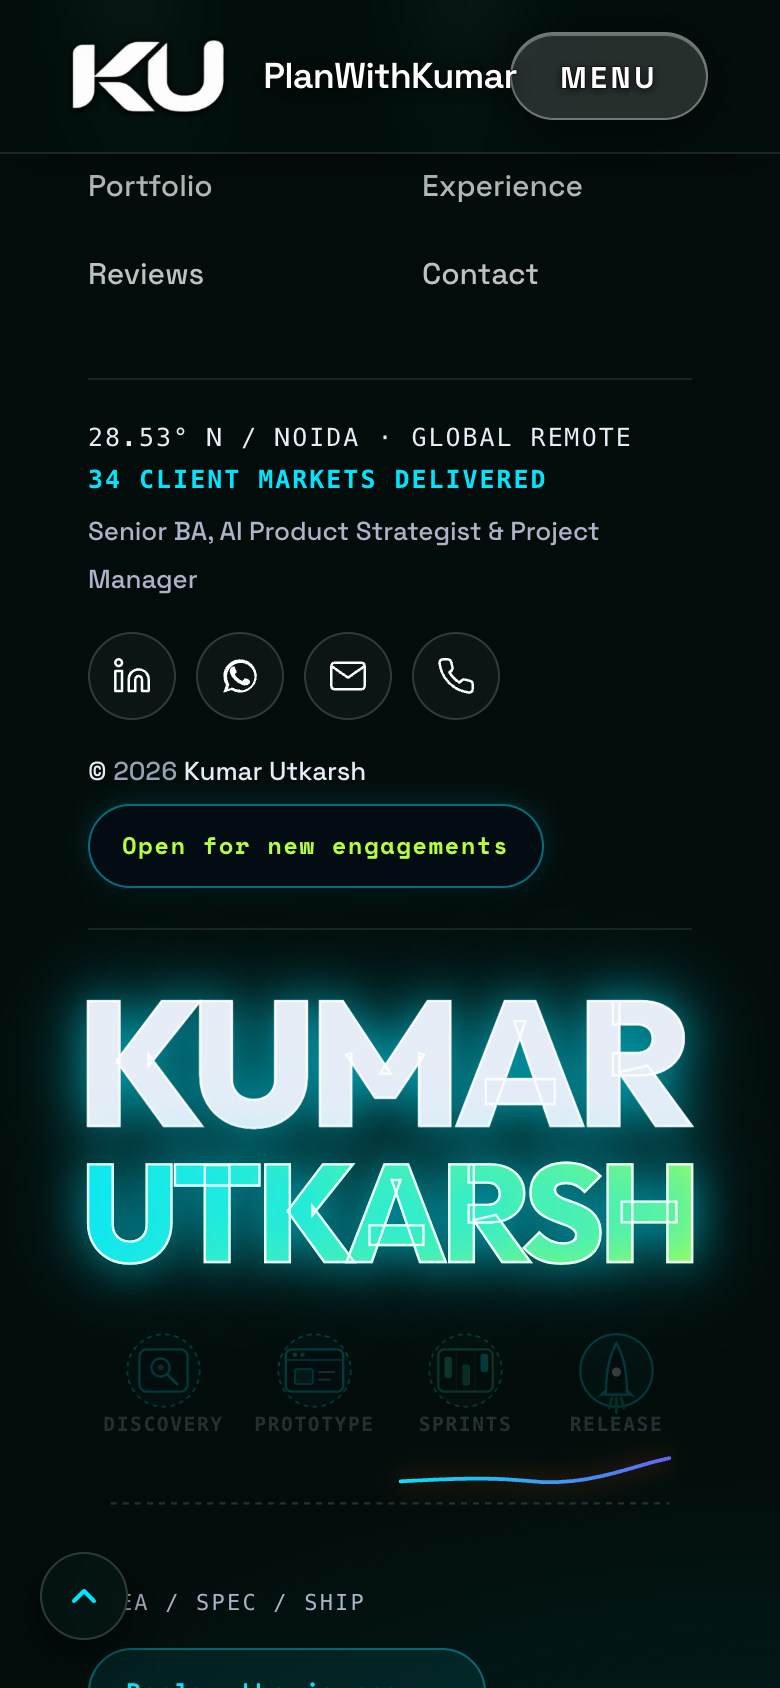 KU PlanWithKumar MENU
Portfolio Experience
Reviews Contact
28.53° N / NOIDA · GLOBAL REMOTE
34 CLIENT MARKETS DELIVERED
Senior BA, AI Product Strategist & Project
Manager
in
© 2026 Kumar Utkarsh
Open for new engagements
KUMAR
UTKARSH
DISCOVERY PROTOTYPE SPRINTS RELEASE
/ SPEC / SHIP